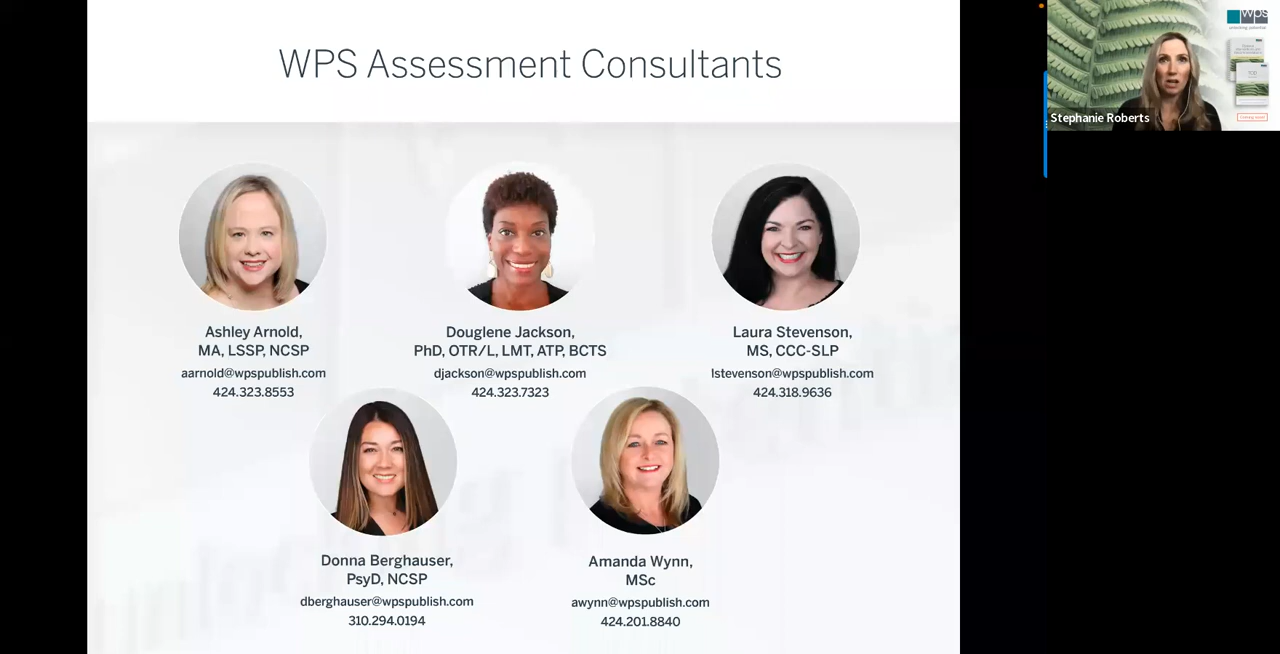 WPS Assessment Consultants
wps
Stephanie Roberts
Ashley Arnold,
MA, LSSP, NCSP
aarnold@wpspublish.com
424.323.8553
Douglene Jackson,
PhD, OTR/L, LMT, ATP, BCTS
djackson@wpspublish.com
424.323.7323
Laura Stevenson,
MS, CCC-SLP
lstevenson@wpspublish.com
424.318.9636
Donna Berghauser,
PsyD, NCSP
dberghauser@wpspublish.com
310.294.0194
Amanda Wynn,
MSc
awynn@wpspublish.com
424.201.8840